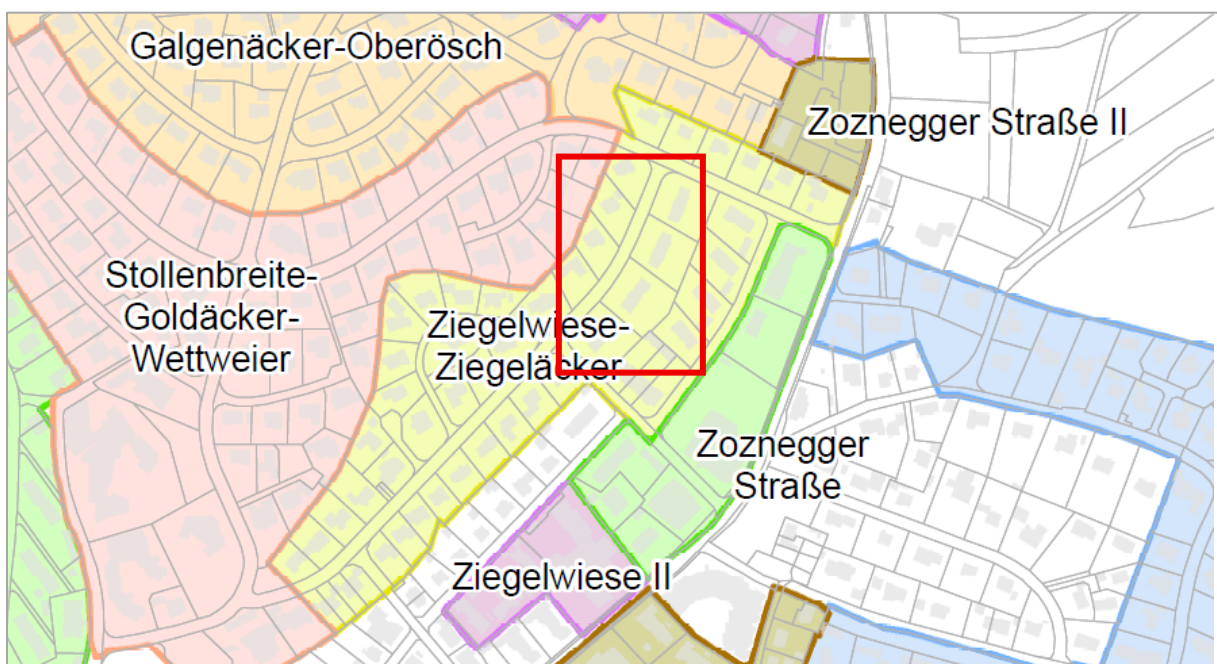 Galgenäcker-Oberösch
Zoznegger Straße II
Stollenbreite-
Goldäcker-
Wettweier
Ziegelwiese-
Ziegeläcker
Zoznegger
Straße
Ziegelwiese II